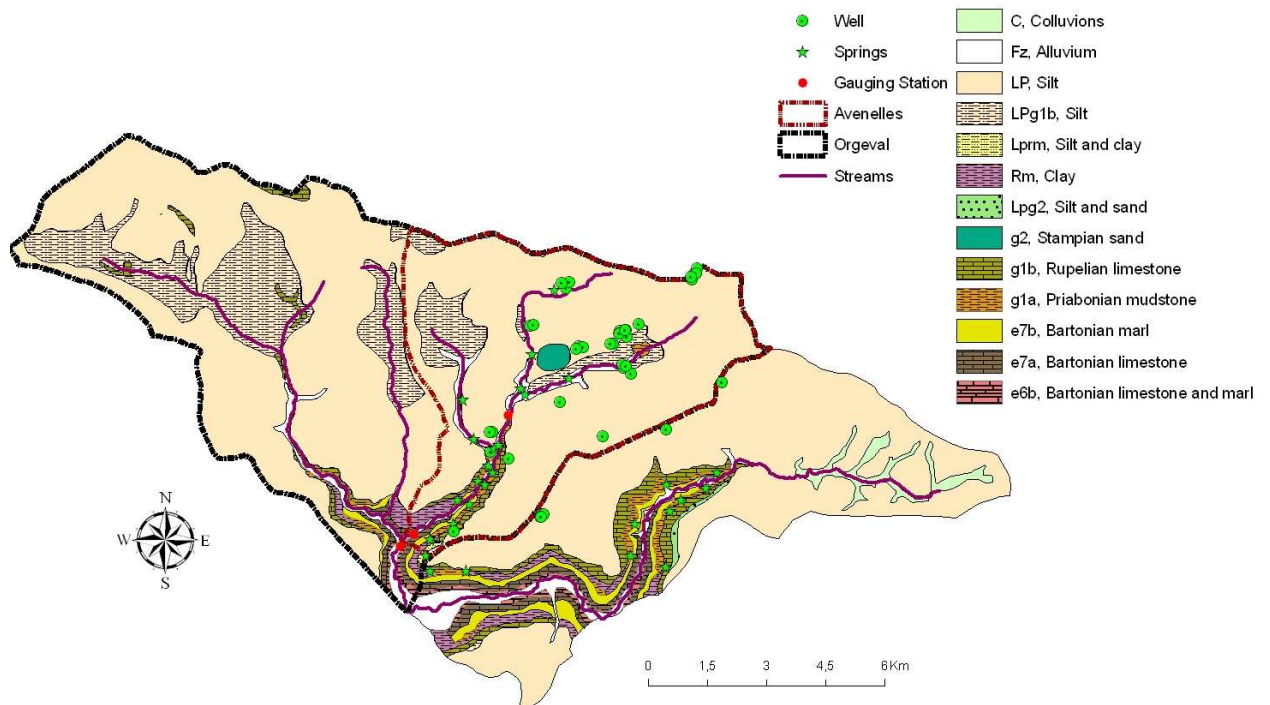 Well
Springs
Gauging Station
Avenelles
Orgeval
Streams
C, Colluvions
Fz, Alluvium
LP, Silt
LPg1b, Silt
Lprm, Silt and clay
Rm, Clay
Lpg2, Silt and sand
g2, Stampian sand
g1b, Rupelian limestone
g1a, Priabonian mudstone
e7b, Bartonian marl
e7a, Bartonian limestone
e6b, Bartonian limestone and marl
N
W E
S
0 1,5 3 4,5 6Km